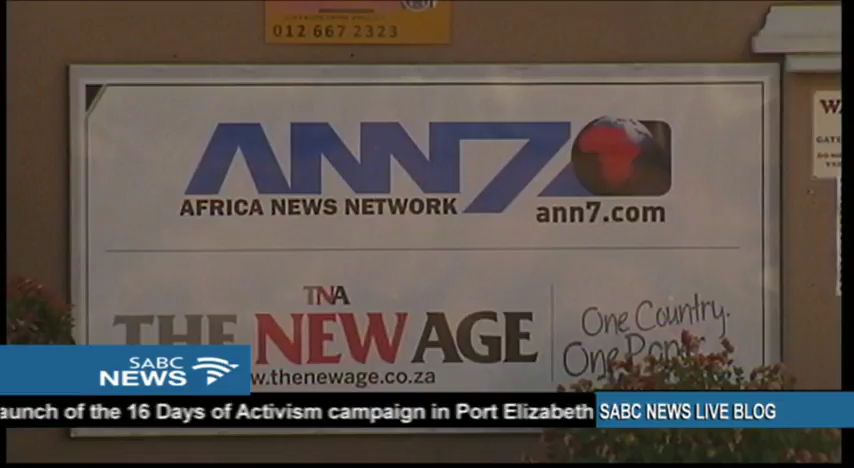 012 667 2323
ANN7
AFRICA NEWS NETWORK
ann7.com
TNA
THE NEW AGE
One Country.
One
w.thenewage.co.za
SABC
NEWS
aunch of the 16 Days of Activism campaign in Port Elizabeth
SABC NEWS LIVE BLOG